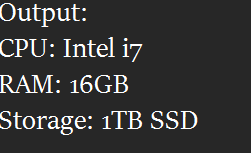 Output:
CPU: Intel i7
RAM: 16GB
Storage: 1TB SSD